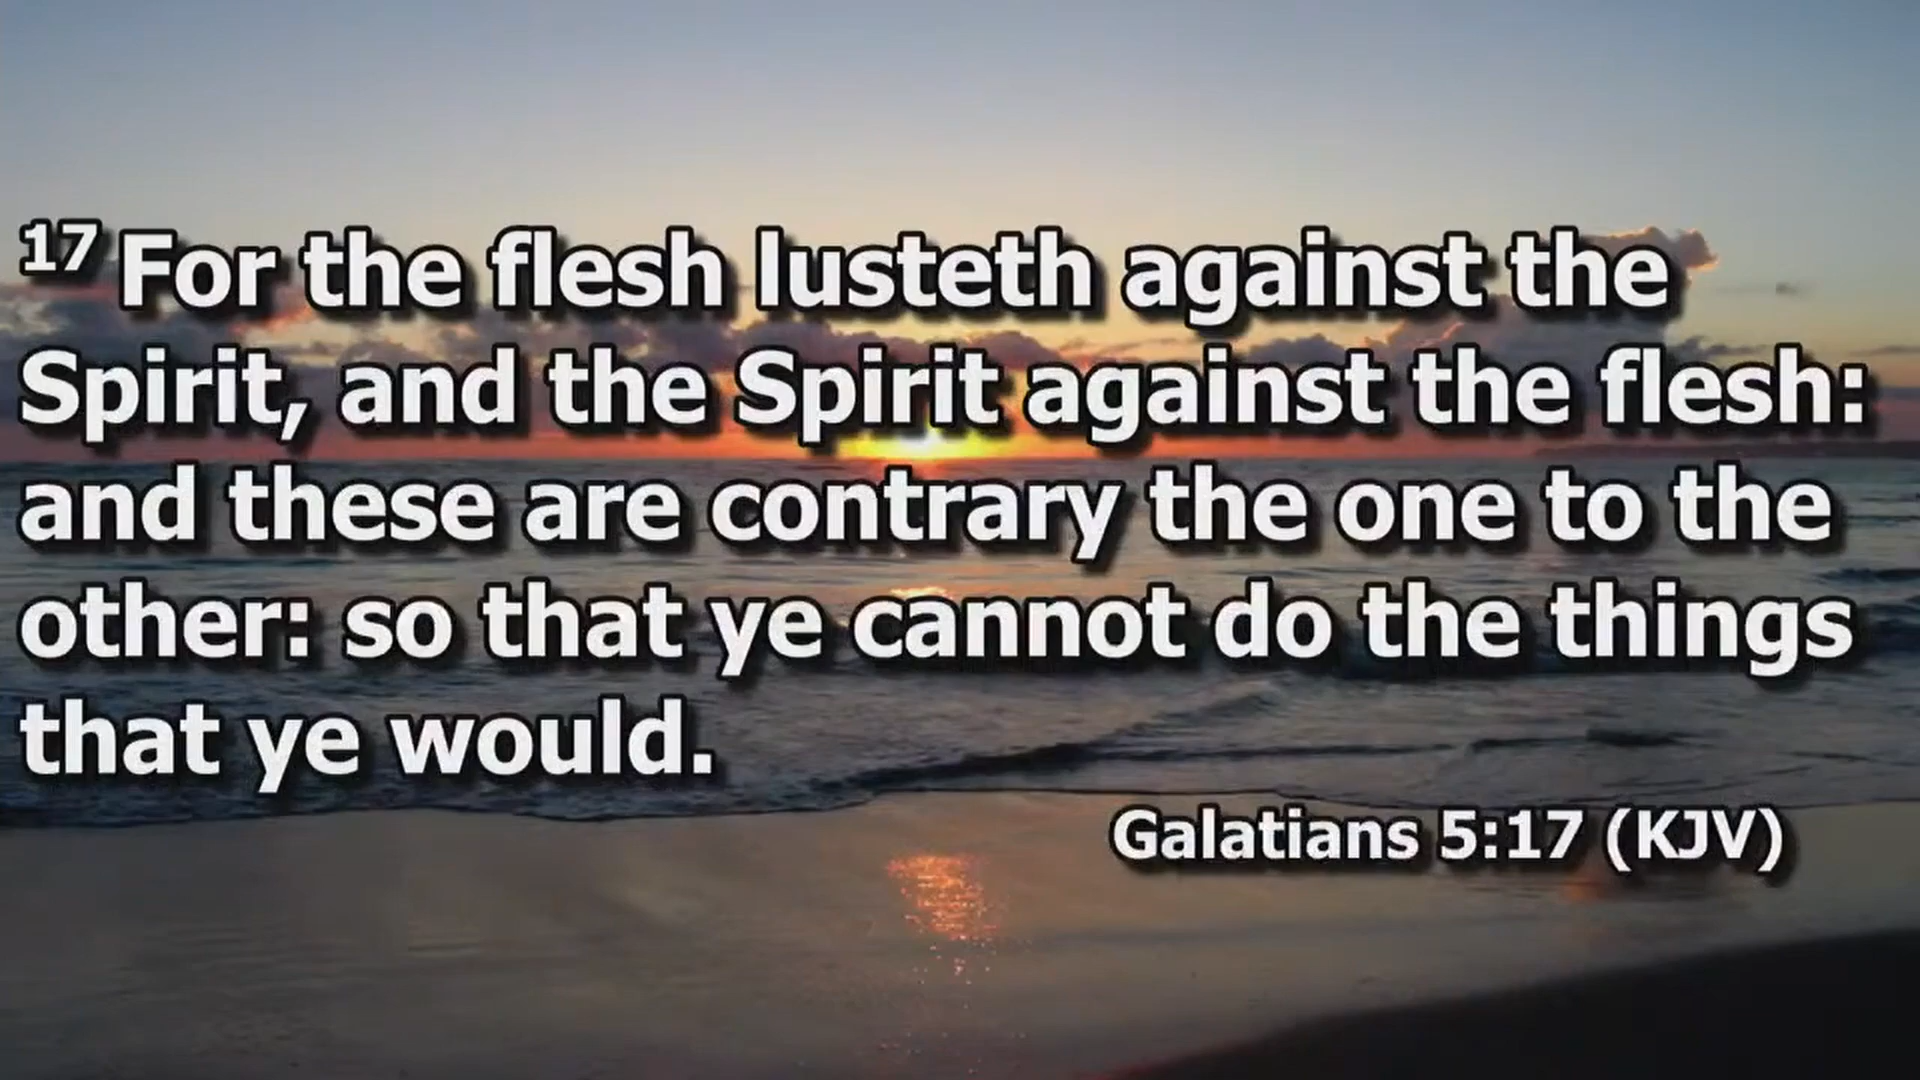 17 For the flesh lusteth against the
Spirit, and the Spirit against the flesh:
and these are contrary the one to the
other: so that ye cannot do the things
that ye would.
Galatians 5:17 (KJV)